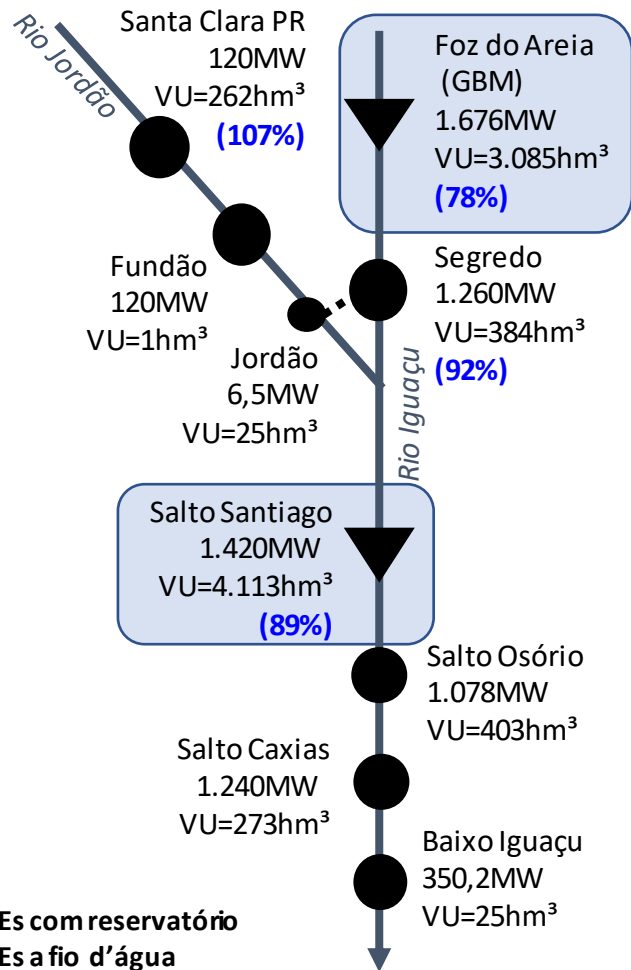 Rio Jordão
Santa Clara PR
120MW
VU=262hm³
(107%)
Foz do Areia
(GBM)
1.676MW
VU=3.085hm³
(78%)
Fundão
120MW
VU=1hm³
Segredo
1.260MW
VU=384hm³
(92%)
Jordão
6,5MW
VU=25hm³
Rio Iguaçu
Salto Santiago
1.420MW
VU=4.113hm³
(89%)
Salto Osório
1.078MW
VU=403hm³
Salto Caxias
1.240MW
VU=273hm³
Baixo Iguaçu
350,2MW
VU=25hm³
Es com reservatório
Es a fio d’água